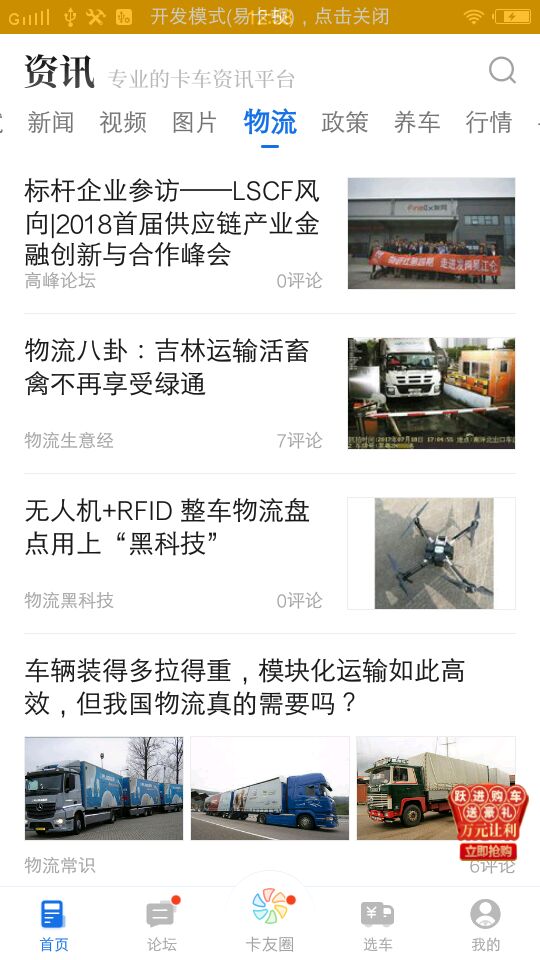 开发模式(易卡视)，点击关闭
资讯 专业的卡车资讯平台
新闻 视频 图片 物流 政策 养车 行情
标杆企业参访——LSCF风
向|2018首届供应链产业金
融创新与合作峰会
高峰论坛 0评论
走进发网吴江仓
物流八卦：吉林运输活畜
禽不再享受绿通
物流生意经 7评论
无人机+RFID 整车物流盘
点用上“黑科技”
物流黑科技 0评论
车辆装得多拉得重，模块化运输如此高
效，但我国物流真的需要吗？
跃进购车
送豪礼
万元让利
立即抢购
物流常识 6评论
首页 论坛 卡友圈 选车 我的